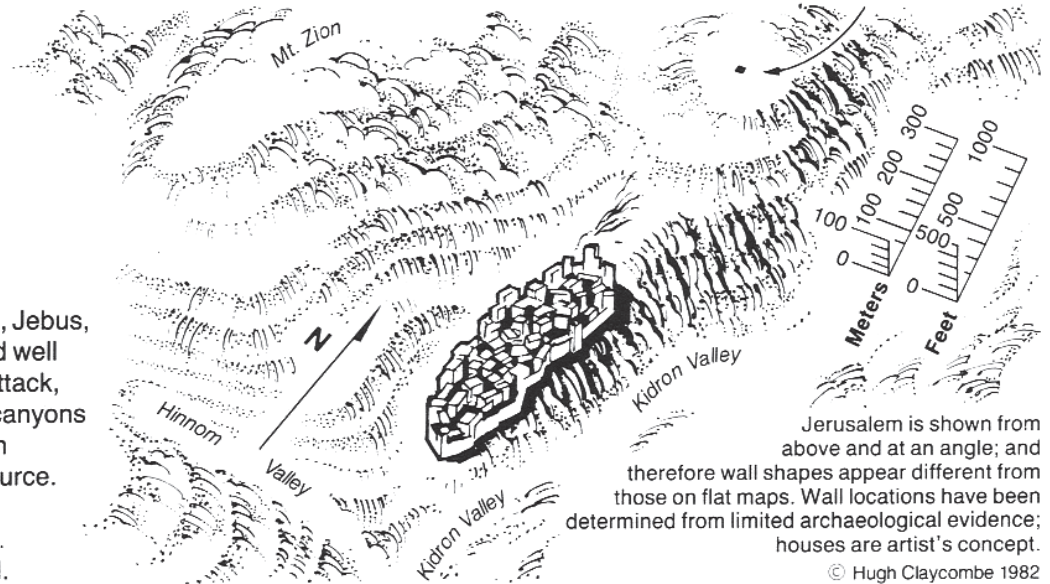 Mt. Zion
300
200
100
100
0
1000
500
500
0
Meters
Feet
N
, Jebus,
d well
ttack,
canyons
n
urce.
.
l.
Hinnom
Valley
Kidron Valley
Kidron Valley
Jerusalem is shown from
above and at an angle; and
therefore wall shapes appear different from
those on flat maps. Wall locations have been
determined from limited archaeological evidence;
houses are artist's concept.
© Hugh Claycombe 1982